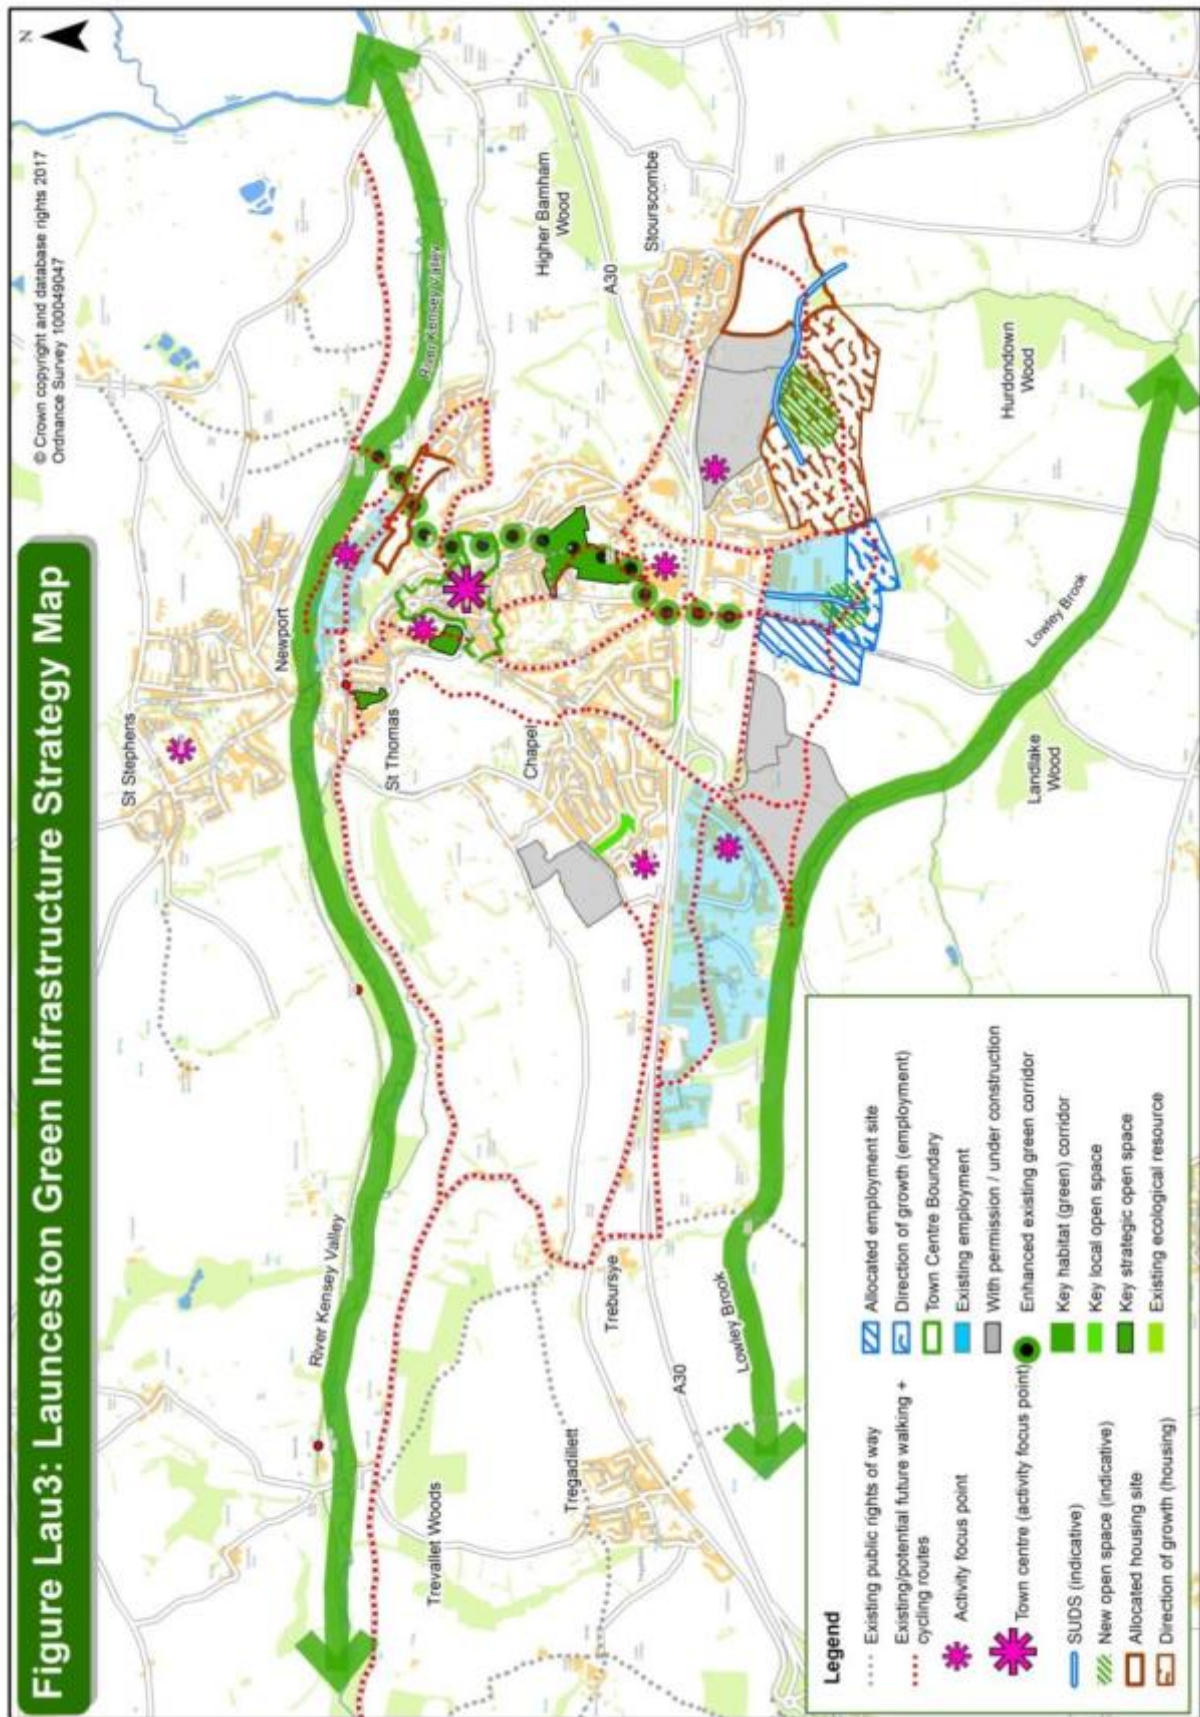 Figure Lau3: Launceston Green Infrastructure Strategy Map
© Crown copyright and database rights 2017
Ordnance Survey 100049047
N
St Stephens
Newport
River Kensey Valley
River Kensey Valley
St Thomas
Chapel
Higher Bamham
Wood
A30
Stourscombe
Trevallet Woods
Tregadillett
Trebursye
A30
Lowley Brook
Lowley Brook
Landlake
Wood
Hurdondown
Wood
Legend
Existing public rights of way
Existing/potential future walking +
cycling routes
Activity focus point
Town centre (activity focus point)
SUDS (indicative)
New open space (indicative)
Allocated housing site
Direction of growth (housing)
Allocated employment site
Direction of growth (employment)
Town Centre Boundary
Existing employment
With permission / under construction
Enhanced existing green corridor
Key habitat (green) corridor
Key local open space
Key strategic open space
Existing ecological resource